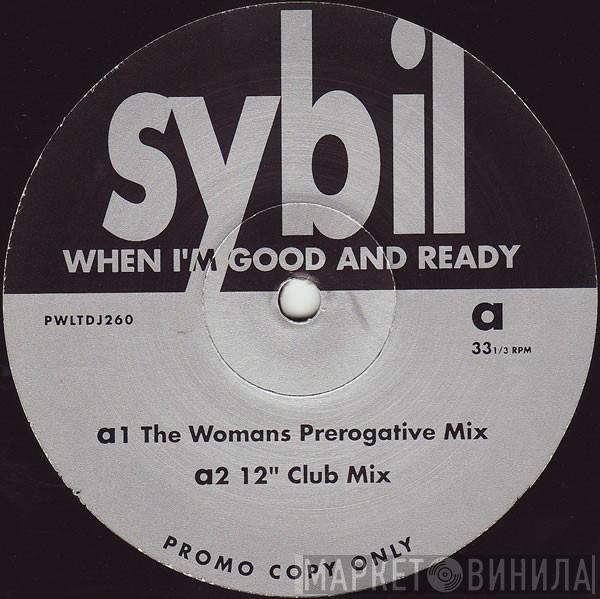 sybil
WHEN I'M GOOD AND READY
PWLTDJ260
a
33 1/3 RPM
a1 The Womans Prerogative Mix
a2 12" Club Mix
PROMO COPY ONLY
МАРКЕТ ВИНИЛА